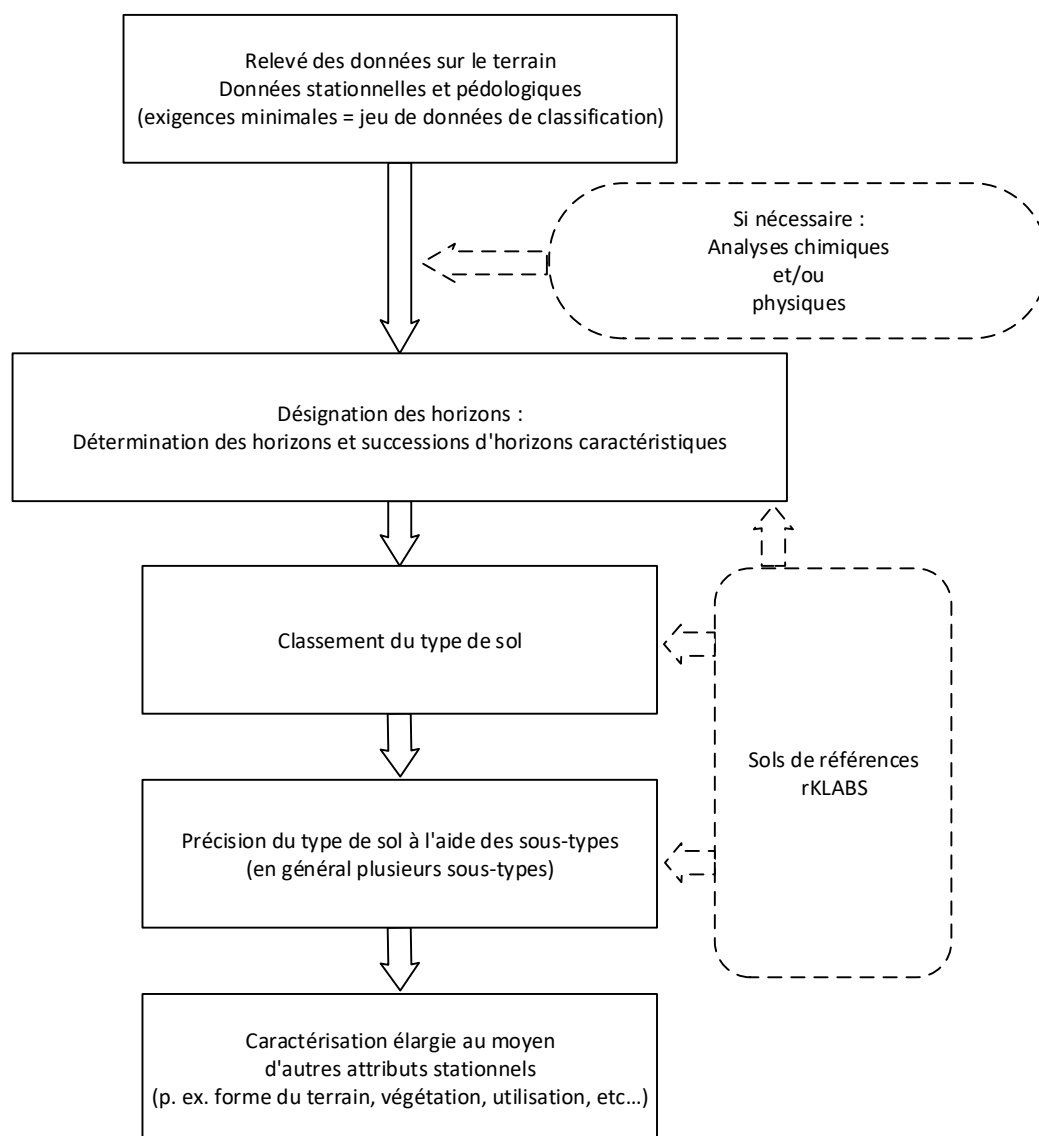 Relevé des données sur le terrain
Données stationnelles et pédologiques
(exigences minimales = jeu de données de classification)
Si nécessaire :
Analyses chimiques
et/ou
physiques
Désignation des horizons :
Détermination des horizons et successions d'horizons caractéristiques
Classement du type de sol
Sols de références
rKLABS
Précision du type de sol à l'aide des sous-types
(en général plusieurs sous-types)
Caractérisation élargie au moyen
d'autres attributs stationnels
(p. ex. forme du terrain, végétation, utilisation, etc...)